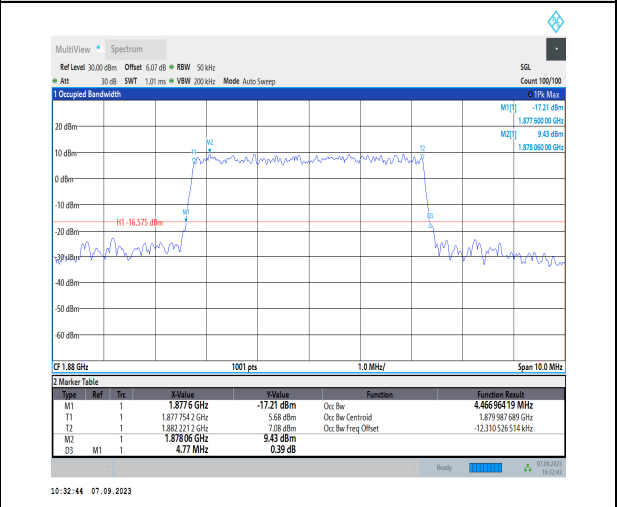 MultiView Spectrum
Ref Level 30.00 dBm Offset 6.07 dB RBW 50 kHz SGL
Att 30 dB SWT 1.01 ms VBW 200 kHz Mode Auto Sweep Count 100/100
1 Occupied Bandwidth 1Pk Max
M1[1] -17.21 dBm
1.877 600 00 GHz
M2[1] 9.43 dBm
1.878 060 00 GHz
20 dBm
M2
T1
T2
10 dBm
0 dBm
-10 dBm
M1
D3
H1 -16.575 dBm
-20 dBm
-30 dBm
-40 dBm
-50 dBm
-60 dBm
CF 1.88 GHz 1001 pts 1.0 MHz/ Span 10.0 MHz
2 Marker Table
Type Ref Trc X-Value Y-Value Function Function Result
M1 1 1.877 6 GHz -17.21 dBm Occ Bw 4.466 964 19 MHz
T1 1 1.877 754 2 GHz 5.68 dBm Occ Bw Centroid 1.879 987 689 GHz
T2 1 1.882 221 2 GHz 7.08 dBm Occ Bw Freq Offset -12.310 526 514 kHz
M2 1 1.878 06 GHz 9.43 dBm
D3 M1 1 4.77 MHz 0.39 dB
Ready 07.09.2023
10:32:43
10:32:44 07.09.2023